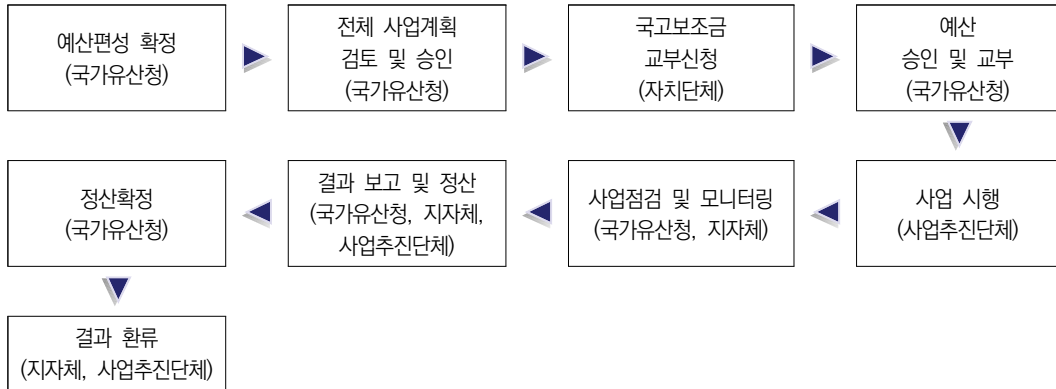 예산편성 확정
(국가유산청)
전체 사업계획
검토 및 승인
(국가유산청)
국고보조금
교부신청
(자치단체)
예산
승인 및 교부
(국가유산청)
사업 시행
(사업추진단체)
사업점검 및 모니터링
(국가유산청, 지자체)
결과 보고 및 정산
(국가유산청, 지자체,
사업추진단체)
정산확정
(국가유산청)
결과 환류
(지자체, 사업추진단체)